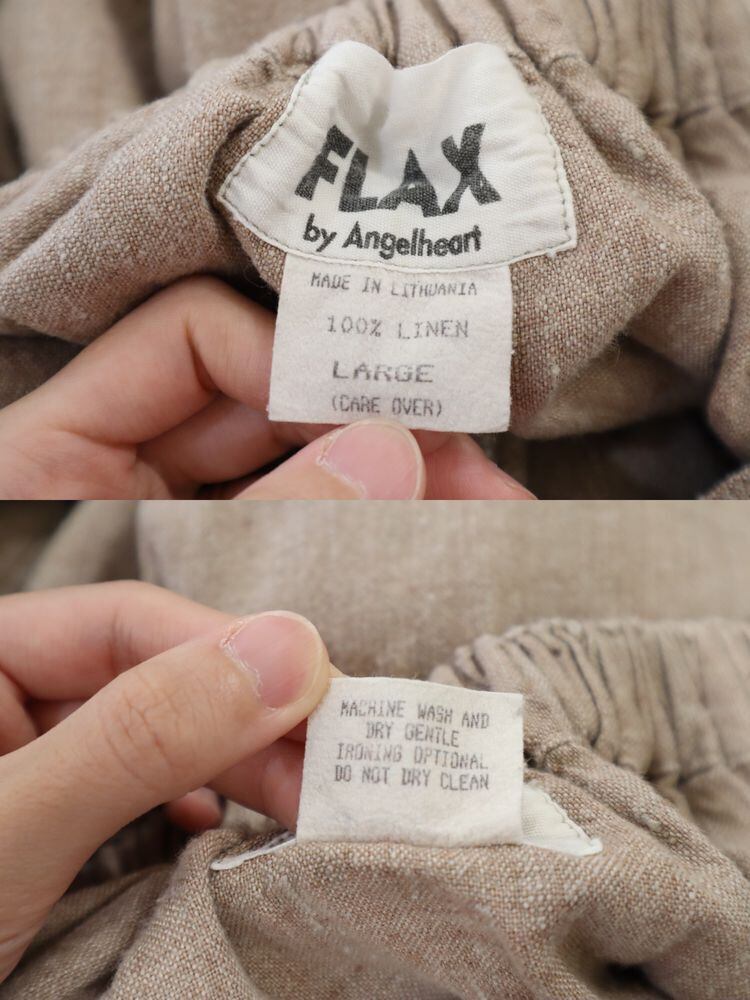 FLAX
by Angelheart
MADE IN LITHUANIA
100% LINEN
LARGE
(CARE OVER)
MACHINE WASH AND
DRY GENTLE
IRONING OPTIONAL
DO NOT DRY CLEAN